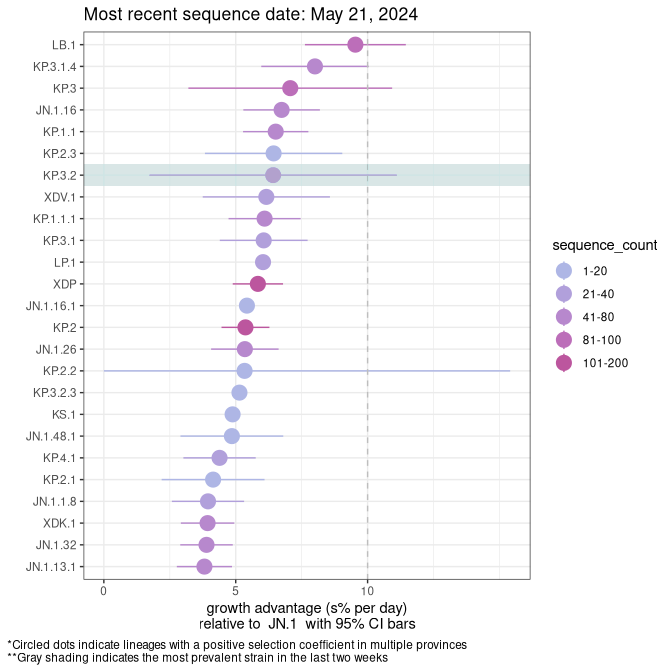 Most recent sequence date: May 21, 2024
LB.1
KP.3.1.4
KP.3
JN.1.16
KP.1.1
KP.2.3
KP.3.2
XDV.1
KP.1.1.1
KP.3.1
LP.1
XDP
JN.1.16.1
KP.2
JN.1.26
KP.2.2
KP.3.2.3
KS.1
JN.1.48.1
KP.4.1
KP.2.1
JN.1.1.8
XDK.1
JN.1.32
JN.1.13.1
0 5 10
growth advantage (s% per day)
relative to JN.1 with 95% CI bars
sequence_count
1-20
21-40
41-80
81-100
101-200
*Circled dots indicate lineages with a positive selection coefficient in multiple provinces
**Gray shading indicates the most prevalent strain in the last two weeks